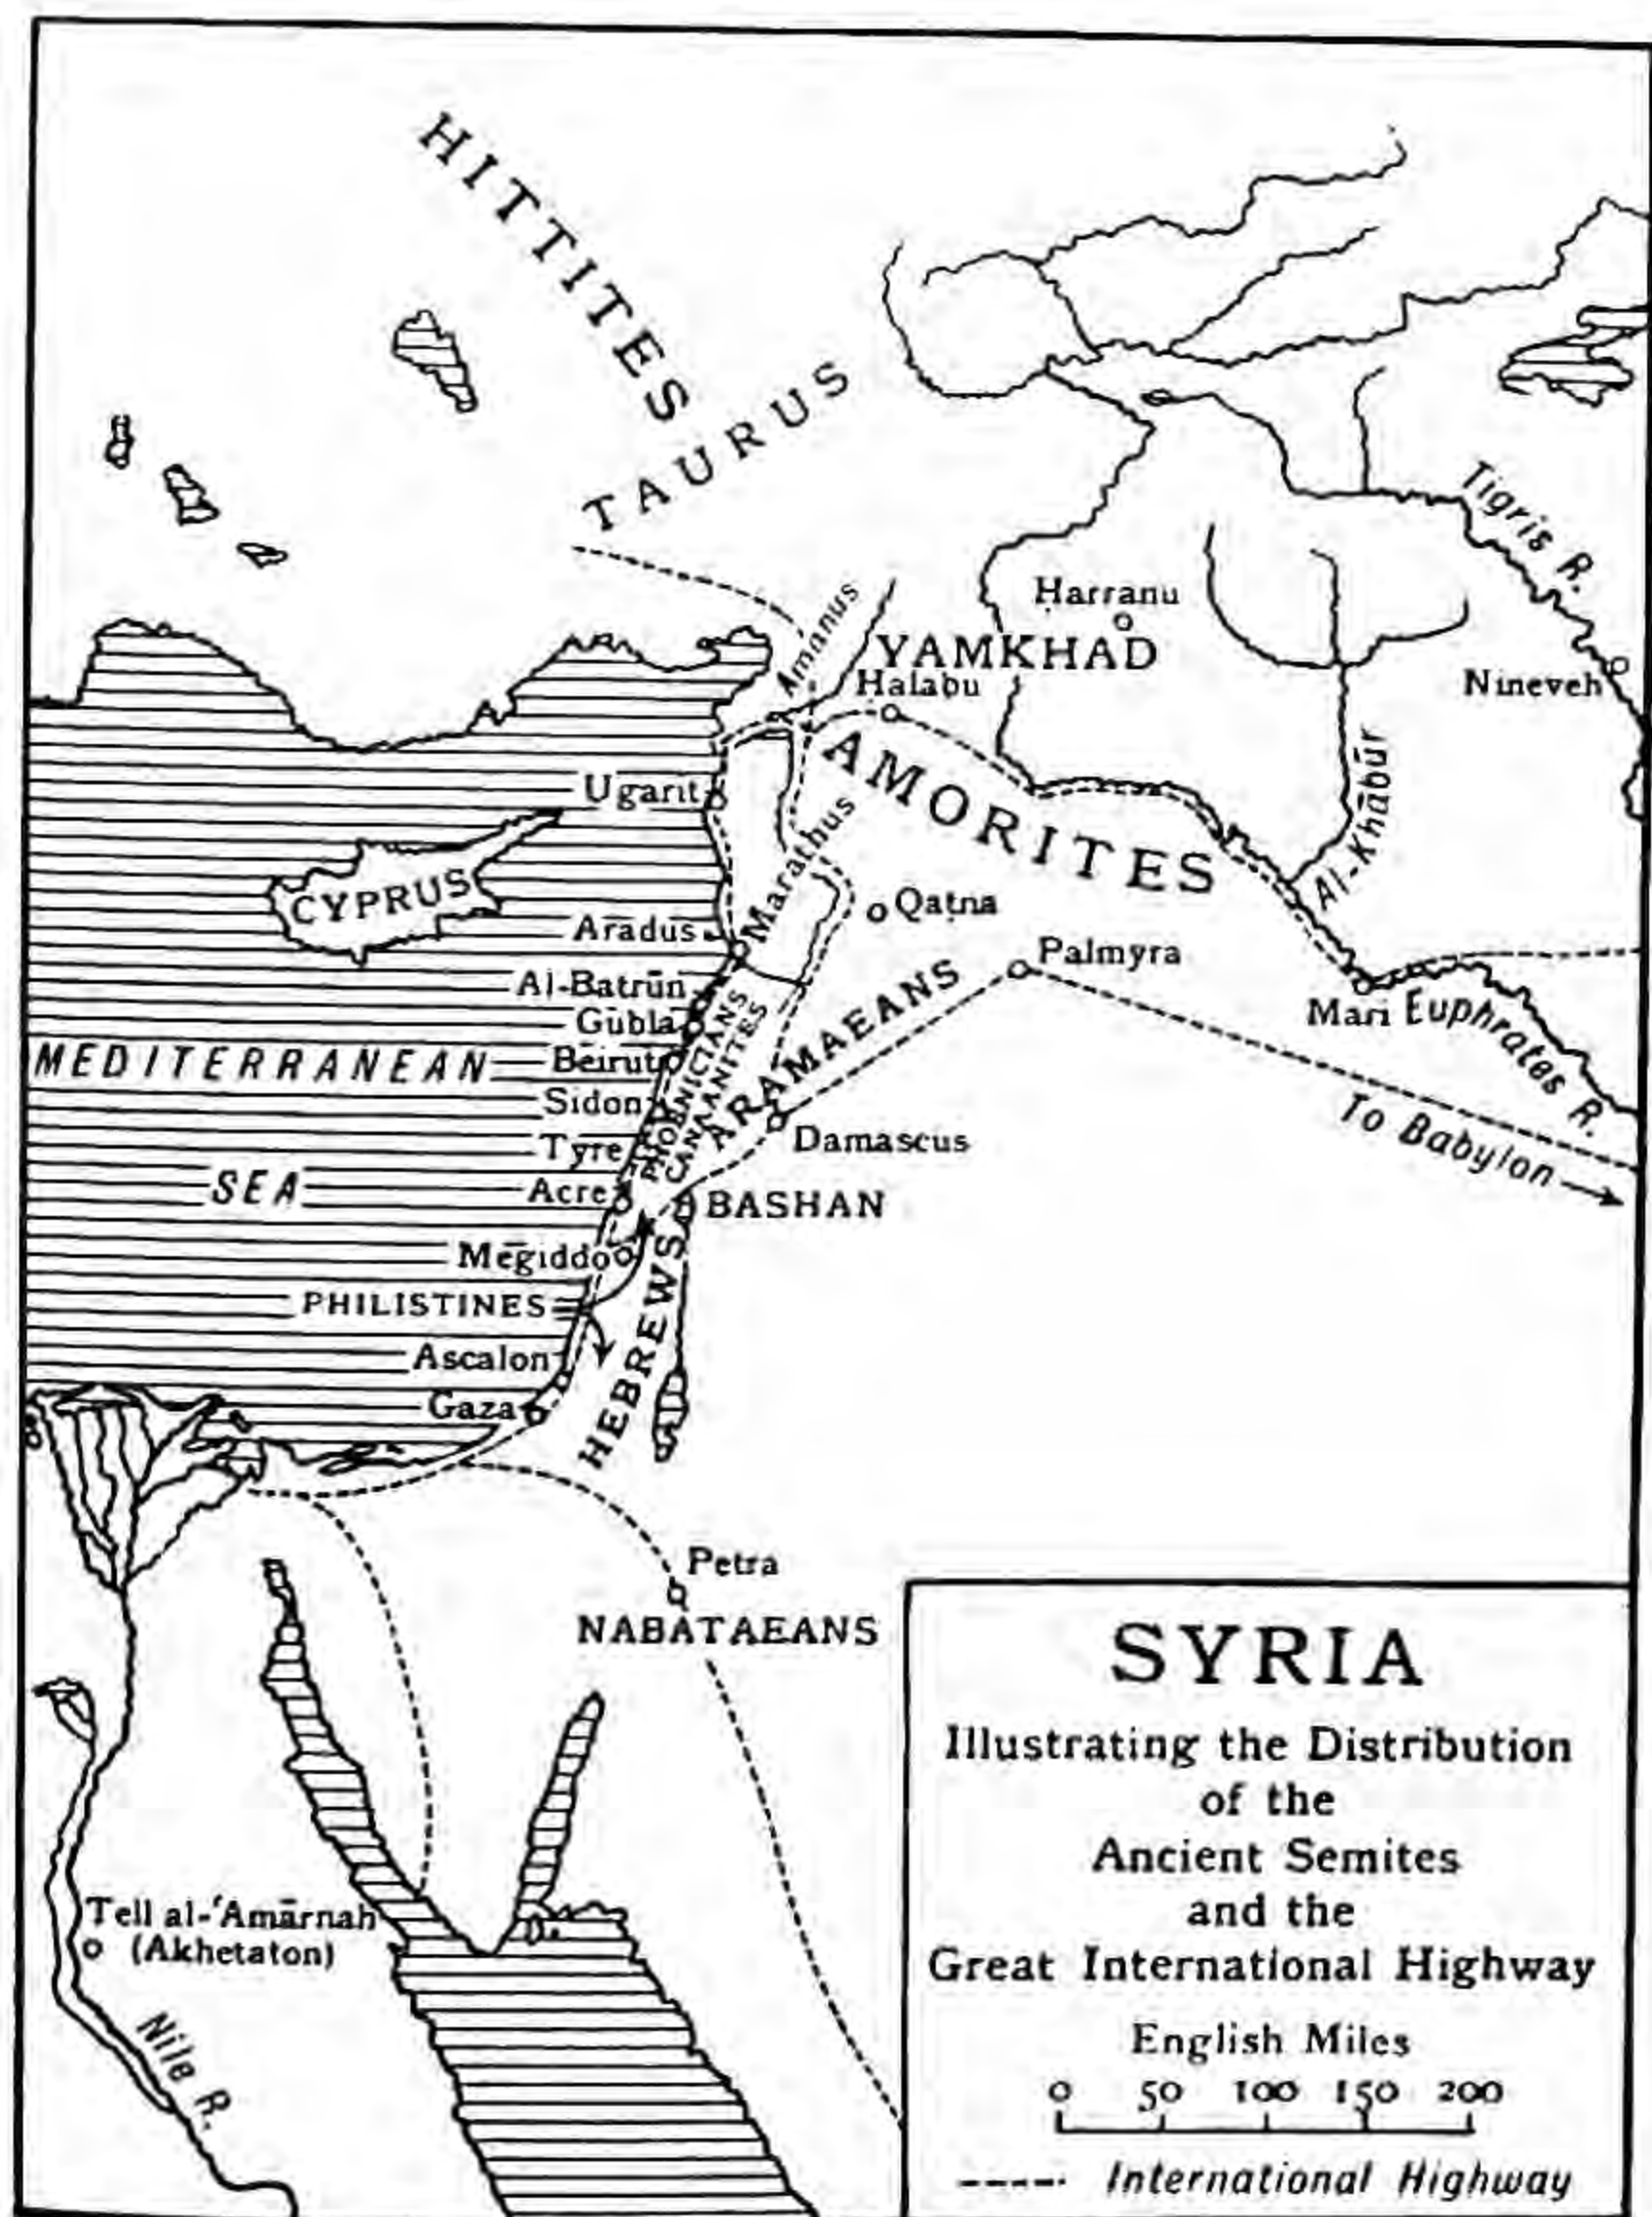 HITTITES
TAURUS
Tigris R.
Amanus
Ḥarranu
YAMKHAD
Halabu
Nineveh
AMORITES
Ugarit
Al-Khābūr
Marathus
CYPRUS
Qaṭna
Aradus
Palmyra
Al-Batrūn
Mari
Euphrates R.
Gubla
PHOENICIANS
CANAANITES
ARAMAEANS
MEDITERRANEAN
Beirut
Sidon
To Babylon
Tyre
Damascus
SEA
Acre
BASHAN
Megiddo
HEBREWS
PHILISTINES
Ascalon
Gaza
Petra
NABATAEANS
Tell al-'Amārnah
(Akhetaton)
Nile R.
SYRIA
Illustrating the Distribution
of the
Ancient Semites
and the
Great International Highway
English Miles
0 50 100 150 200
International Highway